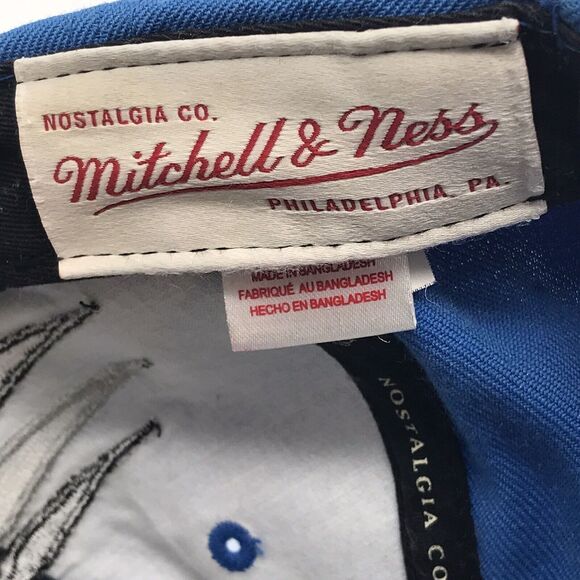 NOSTALGIA CO.
Mitchell & Ness
PHILADELPHIA, PA.
MADE IN BANGLADESH
FABRIQUÉ AU BANGLADESH
HECHO EN BANGLADESH
NOSTALGIA CO